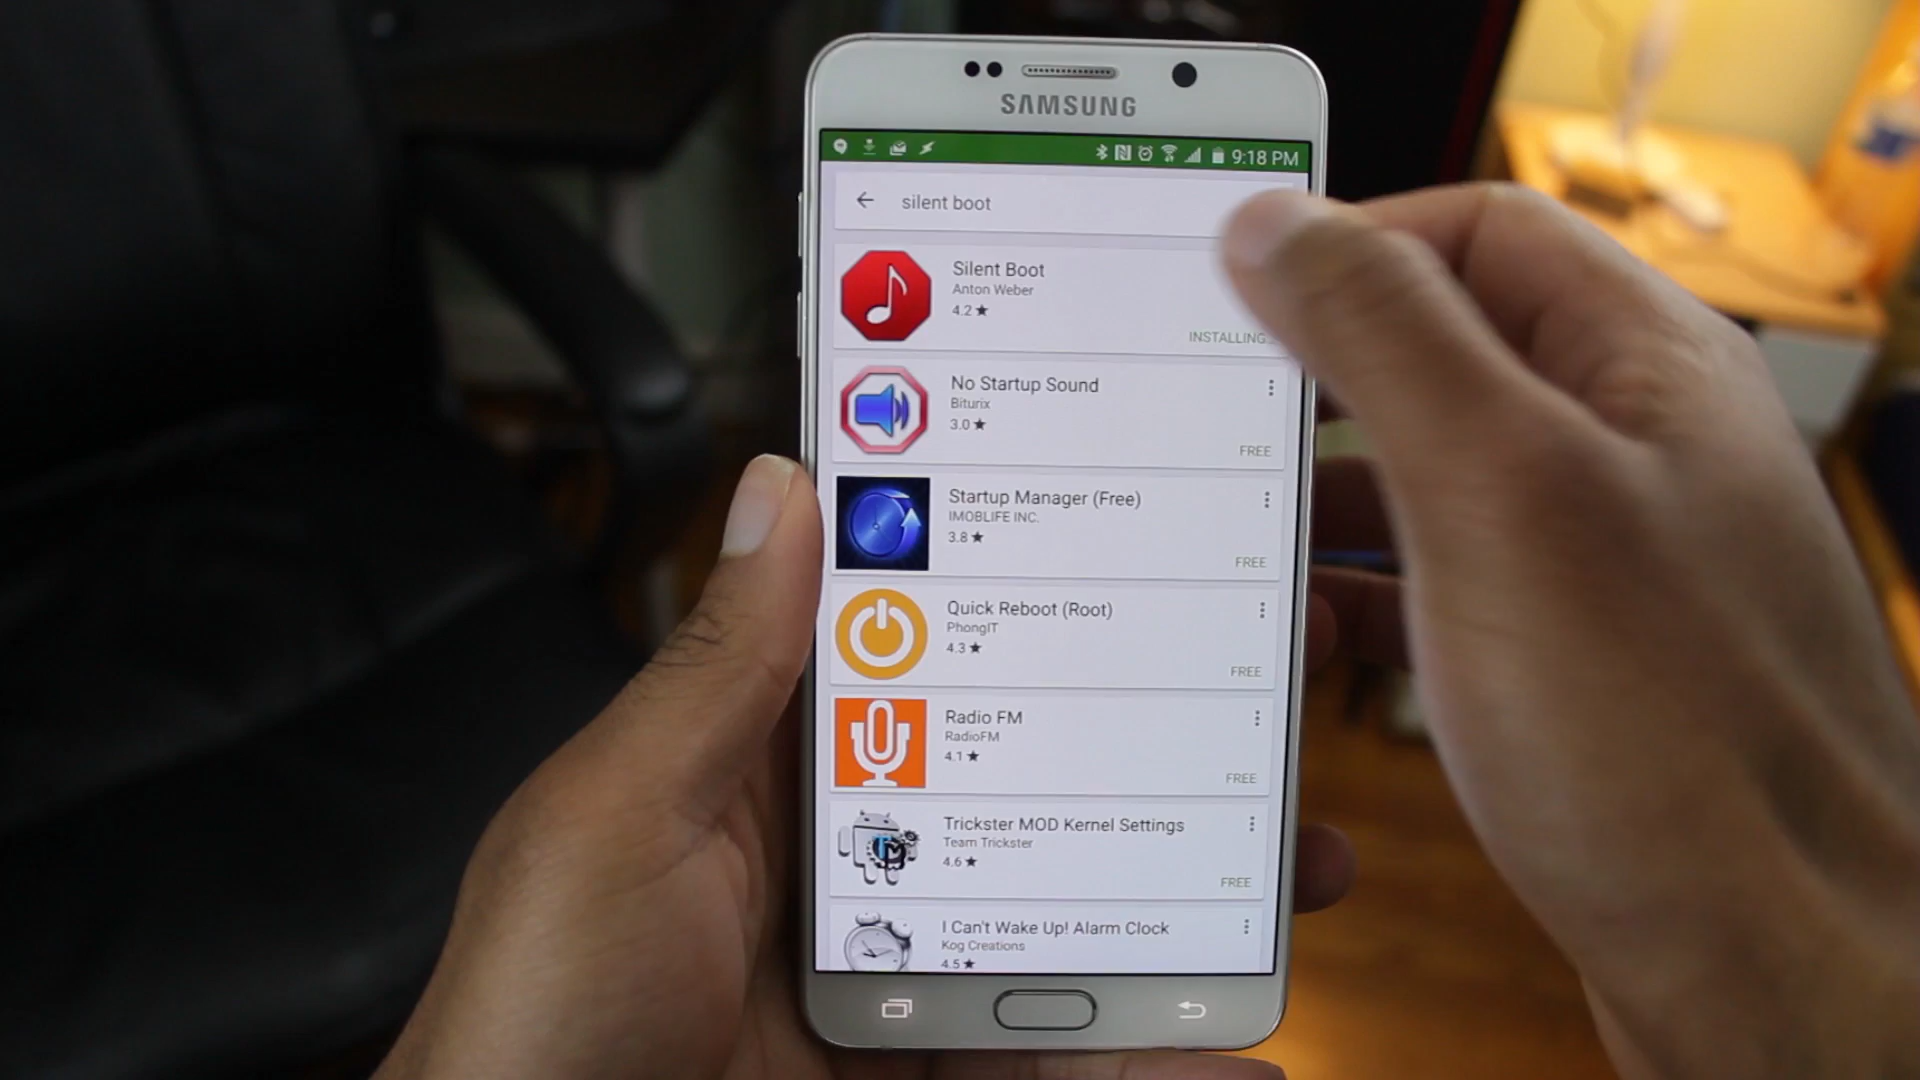 SAMSUNG
9:18 PM
silent boot
Silent Boot
Anton Weber
4.2★
INSTALLING...
No Startup Sound
Biturix
3.0★
FREE
Startup Manager (Free)
IMOBLIFE INC.
3.8★
FREE
Quick Reboot (Root)
PhongIT
4.3★
FREE
Radio FM
RadioFM
4.1★
FREE
Trickster MOD Kernel Settings
Team Trickster
4.6★
FREE
I Can't Wake Up! Alarm Clock
Kog Creations
4.5★